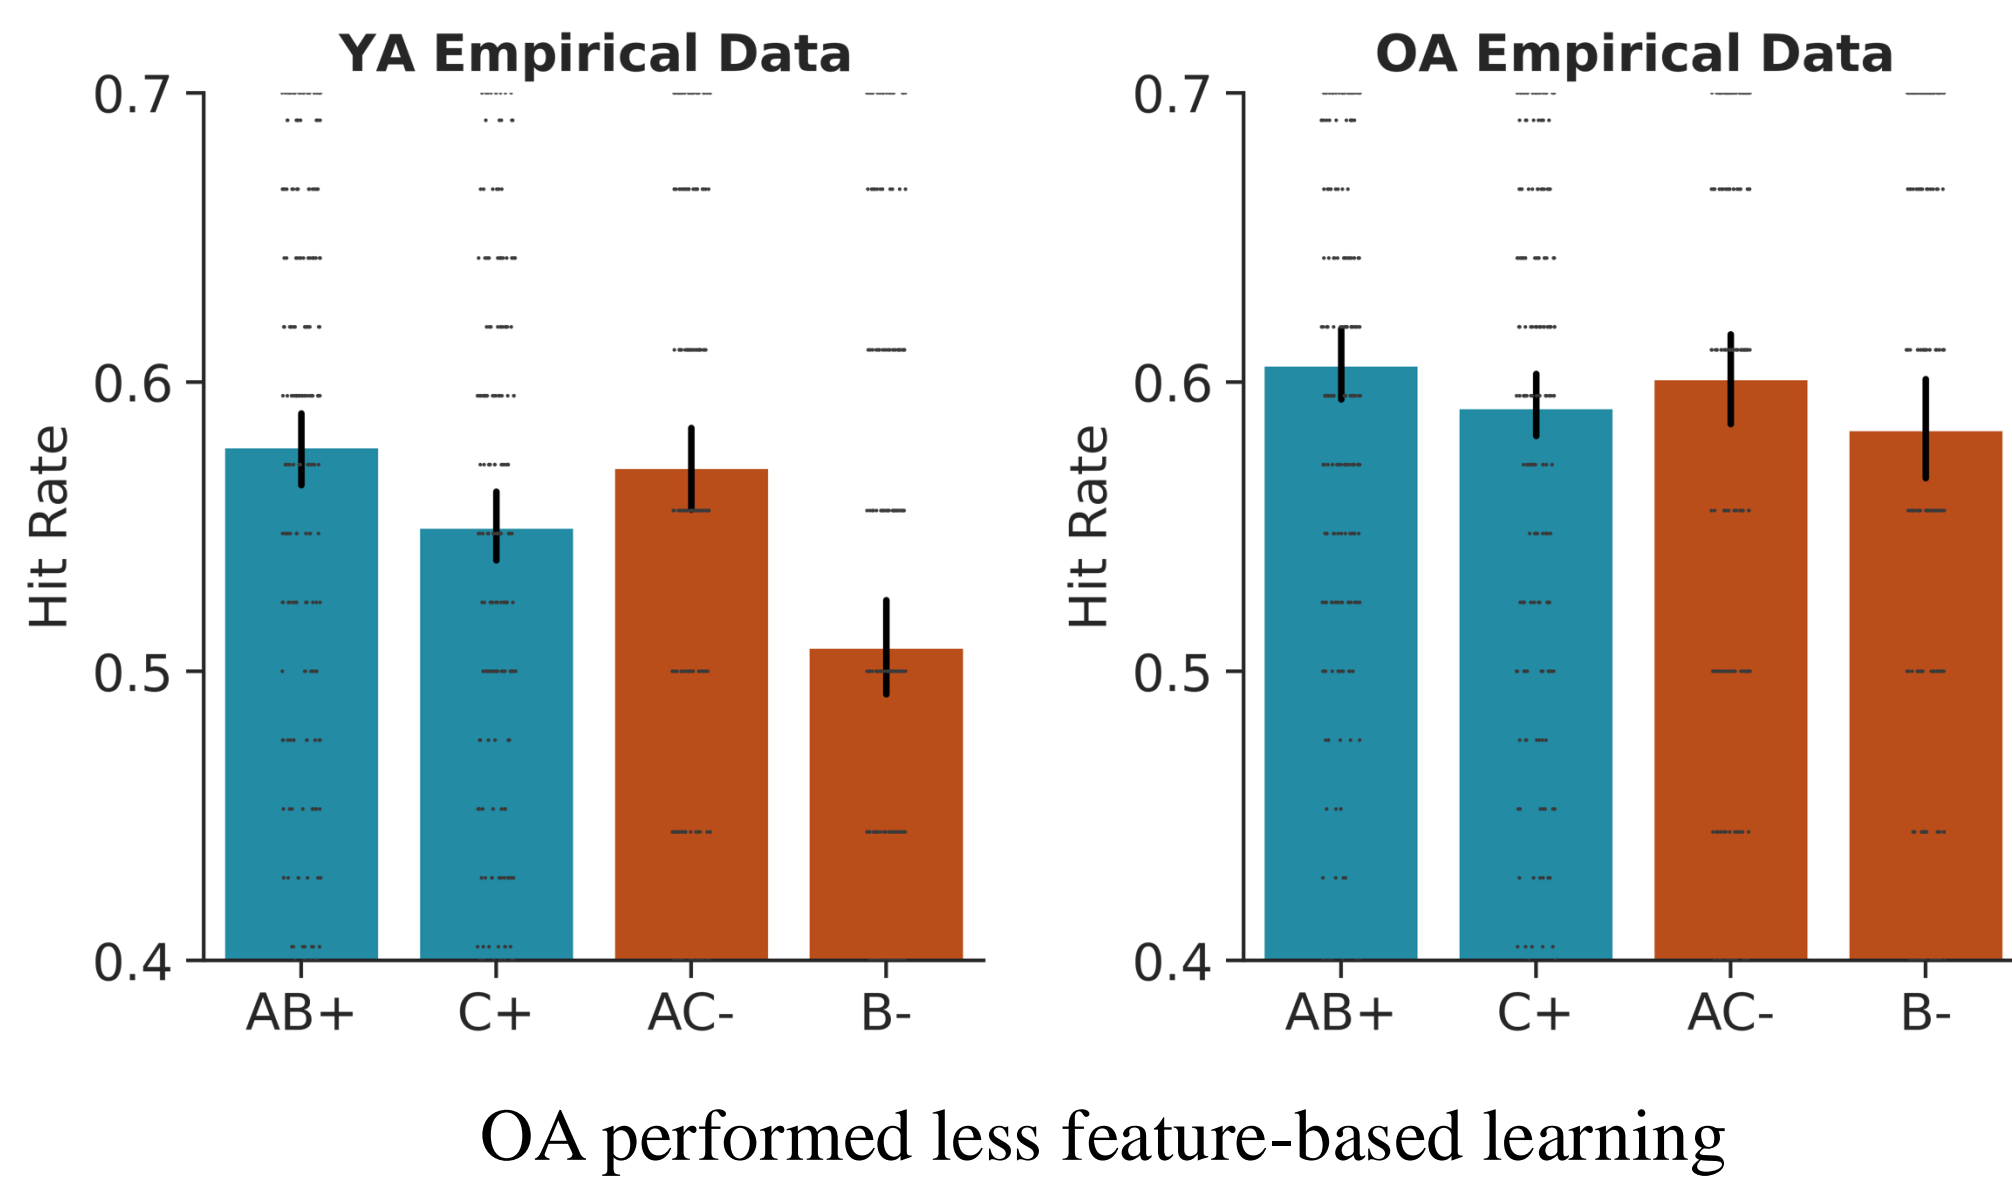 YA Empirical Data
0.7
0.6
0.5
0.4
Hit Rate
AB+ C+ AC- B-
OA Empirical Data
0.7
0.6
0.5
0.4
Hit Rate
AB+ C+ AC- B-
OA performed less feature-based learning